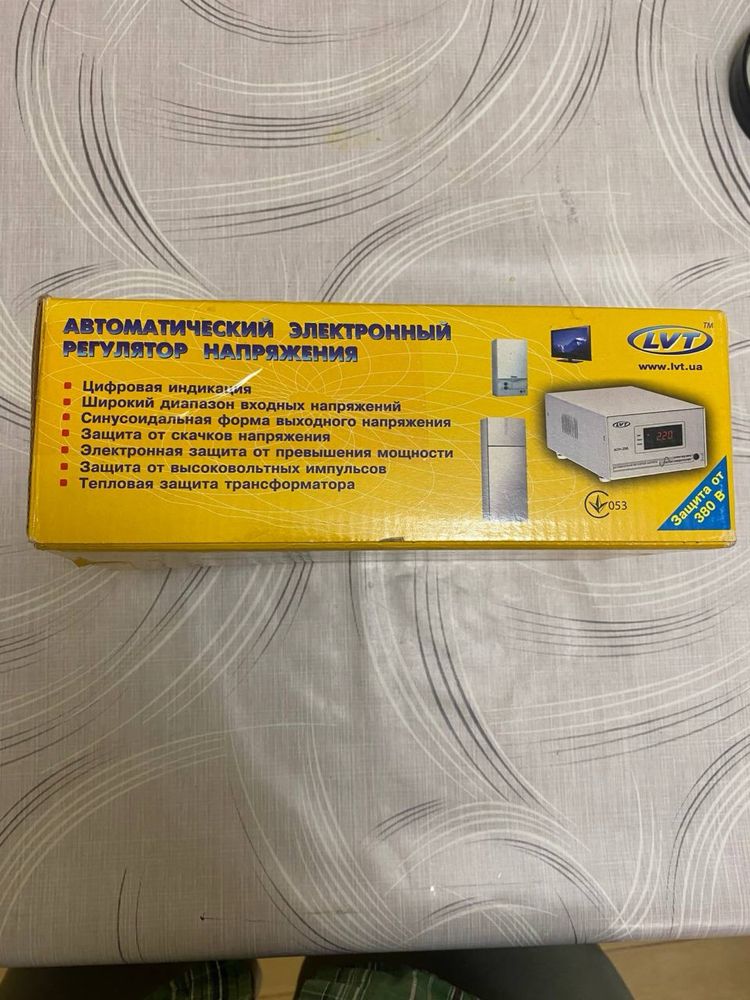 АВТОМАТИЧЕСКИЙ ЭЛЕКТРОННЫЙ
РЕГУЛЯТОР НАПРЯЖЕНИЯ
Цифровая индикация
Широкий диапазон входных напряжений
Синусоидальная форма выходного напряжения
Защита от скачков напряжения
Электронная защита от превышения мощности
Защита от высоковольтных импульсов
Тепловая защита трансформатора
LVT TM
www.lvt.ua
LVT
220
053
Защита от
380 В